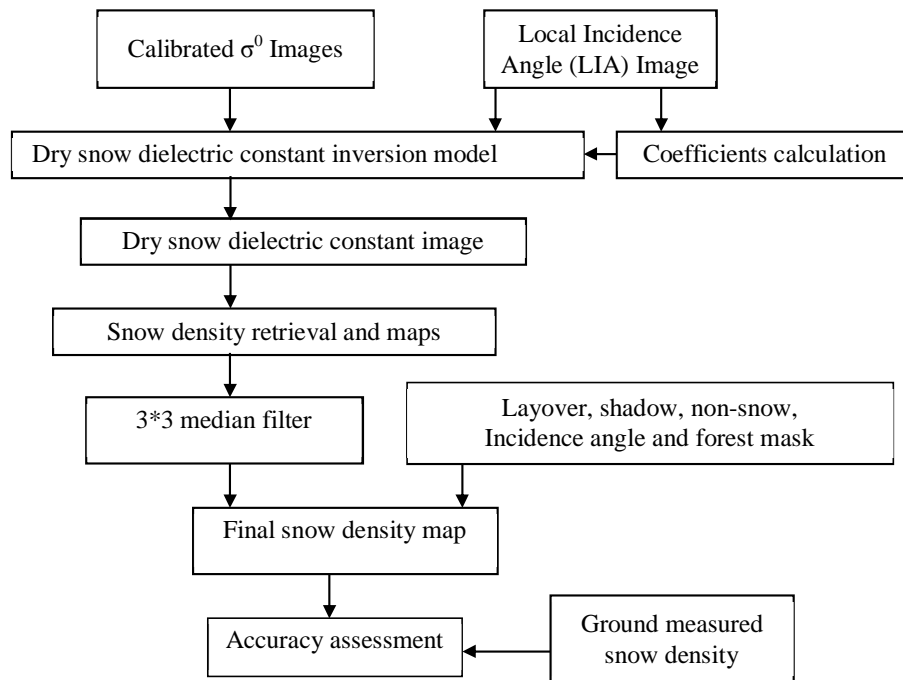 Calibrated σ⁰ Images
Local Incidence
Angle (LIA) Image
Dry snow dielectric constant inversion model
Coefficients calculation
Dry snow dielectric constant image
Snow density retrieval and maps
3*3 median filter
Layover, shadow, non-snow,
Incidence angle and forest mask
Final snow density map
Accuracy assessment
Ground measured
snow density